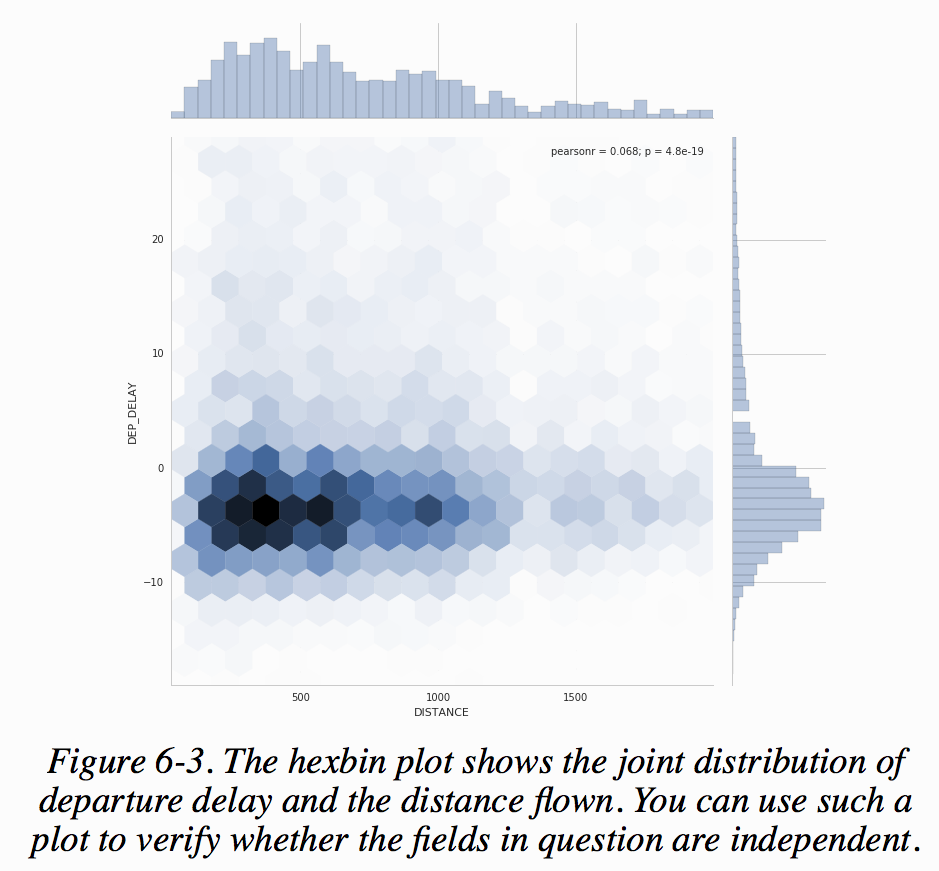 pearsonr = 0.068; p = 4.8e-19
20
10
0
−10
DEP_DELAY
500
1000
1500
DISTANCE
Figure 6-3. The hexbin plot shows the joint distribution of
departure delay and the distance flown. You can use such a
plot to verify whether the fields in question are independent.